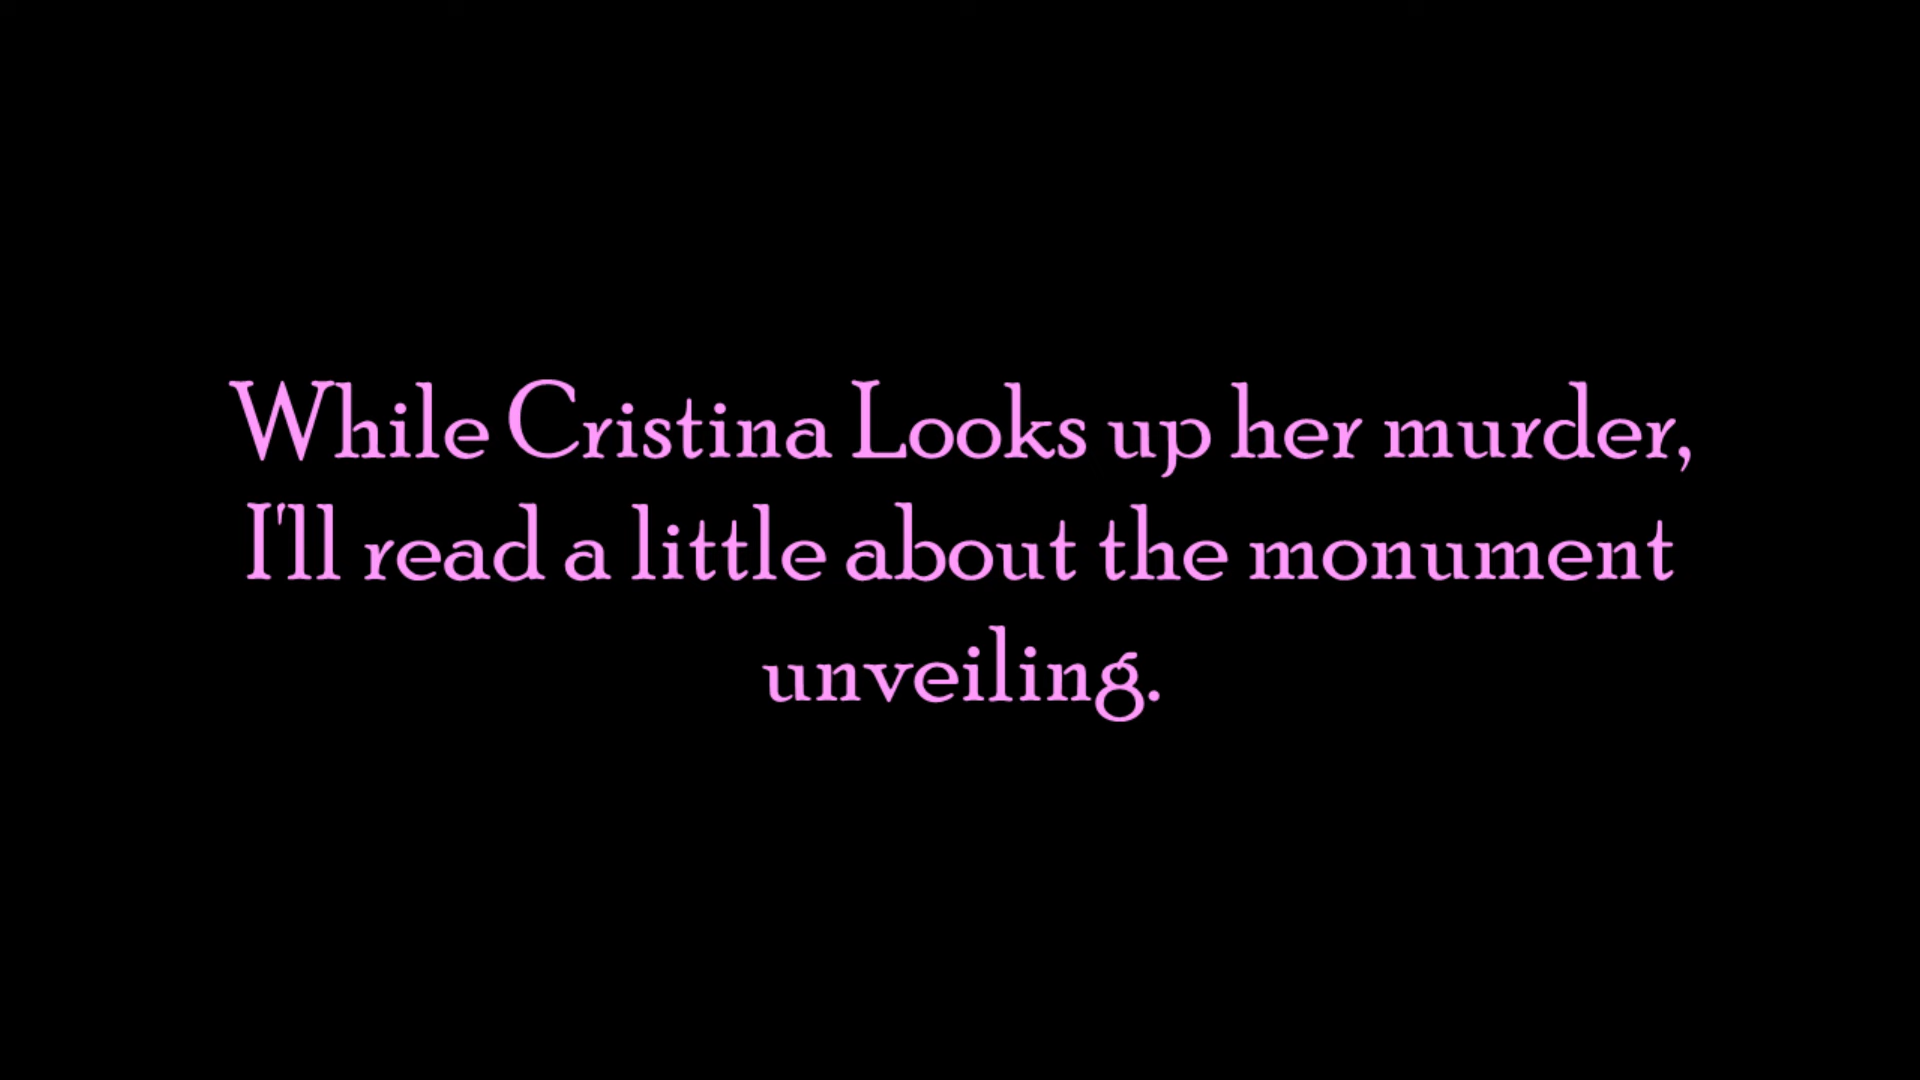 While Cristina Looks up her murder,
I'll read a little about the monument
unveiling.